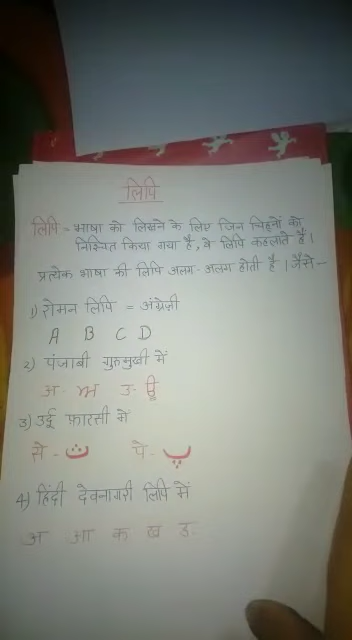 लिपि
लिपि = भाषा को लिखने के लिए जिन चिह्नों को
निश्चित किया गया है, वे लिपि कहलाते है।
प्रत्येक भाषा की लिपि अलग-अलग होती है। जैसे-
1) रोमन लिपि = अंग्रेज़ी
A B C D
2) पंजाबी गुरुमुखी में
अ - ਅ उ - ਉ
3) उर्दू फ़ारसी में
से - ث पे - پ
4) हिंदी देवनागरी लिपि में
अ आ क ख ड.